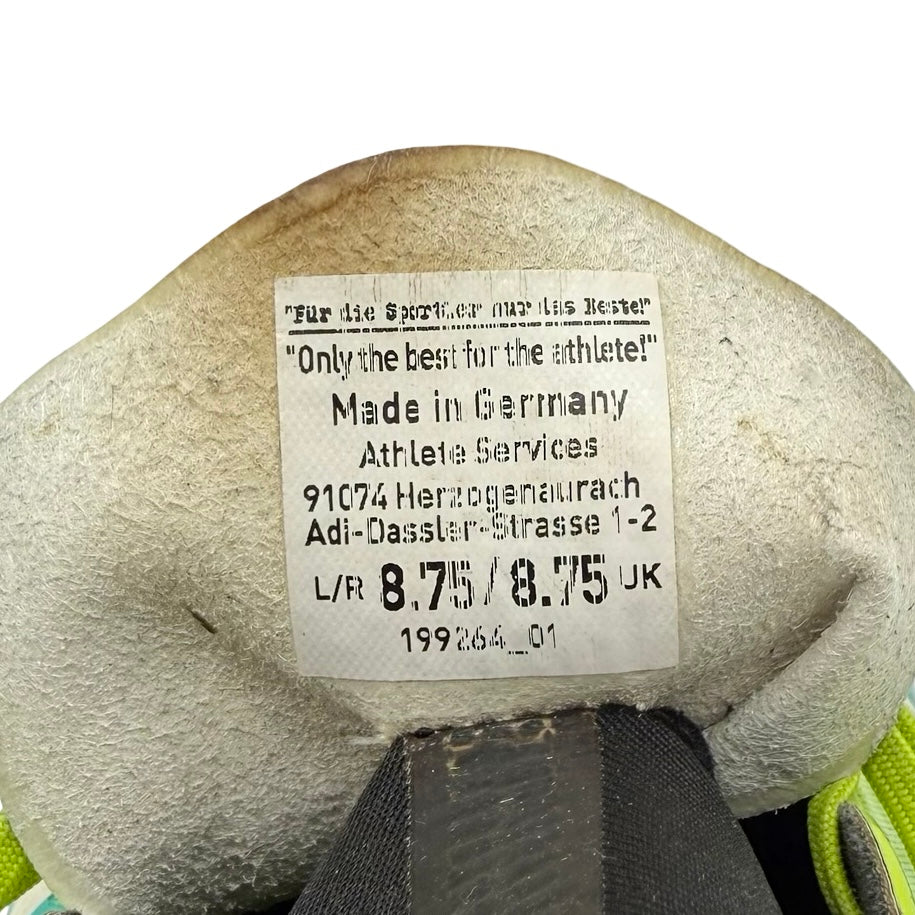 "Für die Sportler nur das Beste!"
"Only the best for the athlete!"
Made in Germany
Athlete Services
91074 Herzogenaurach
Adi-Dassler-Strasse 1-2
L/R 8.75/8.75 UK
199264_01